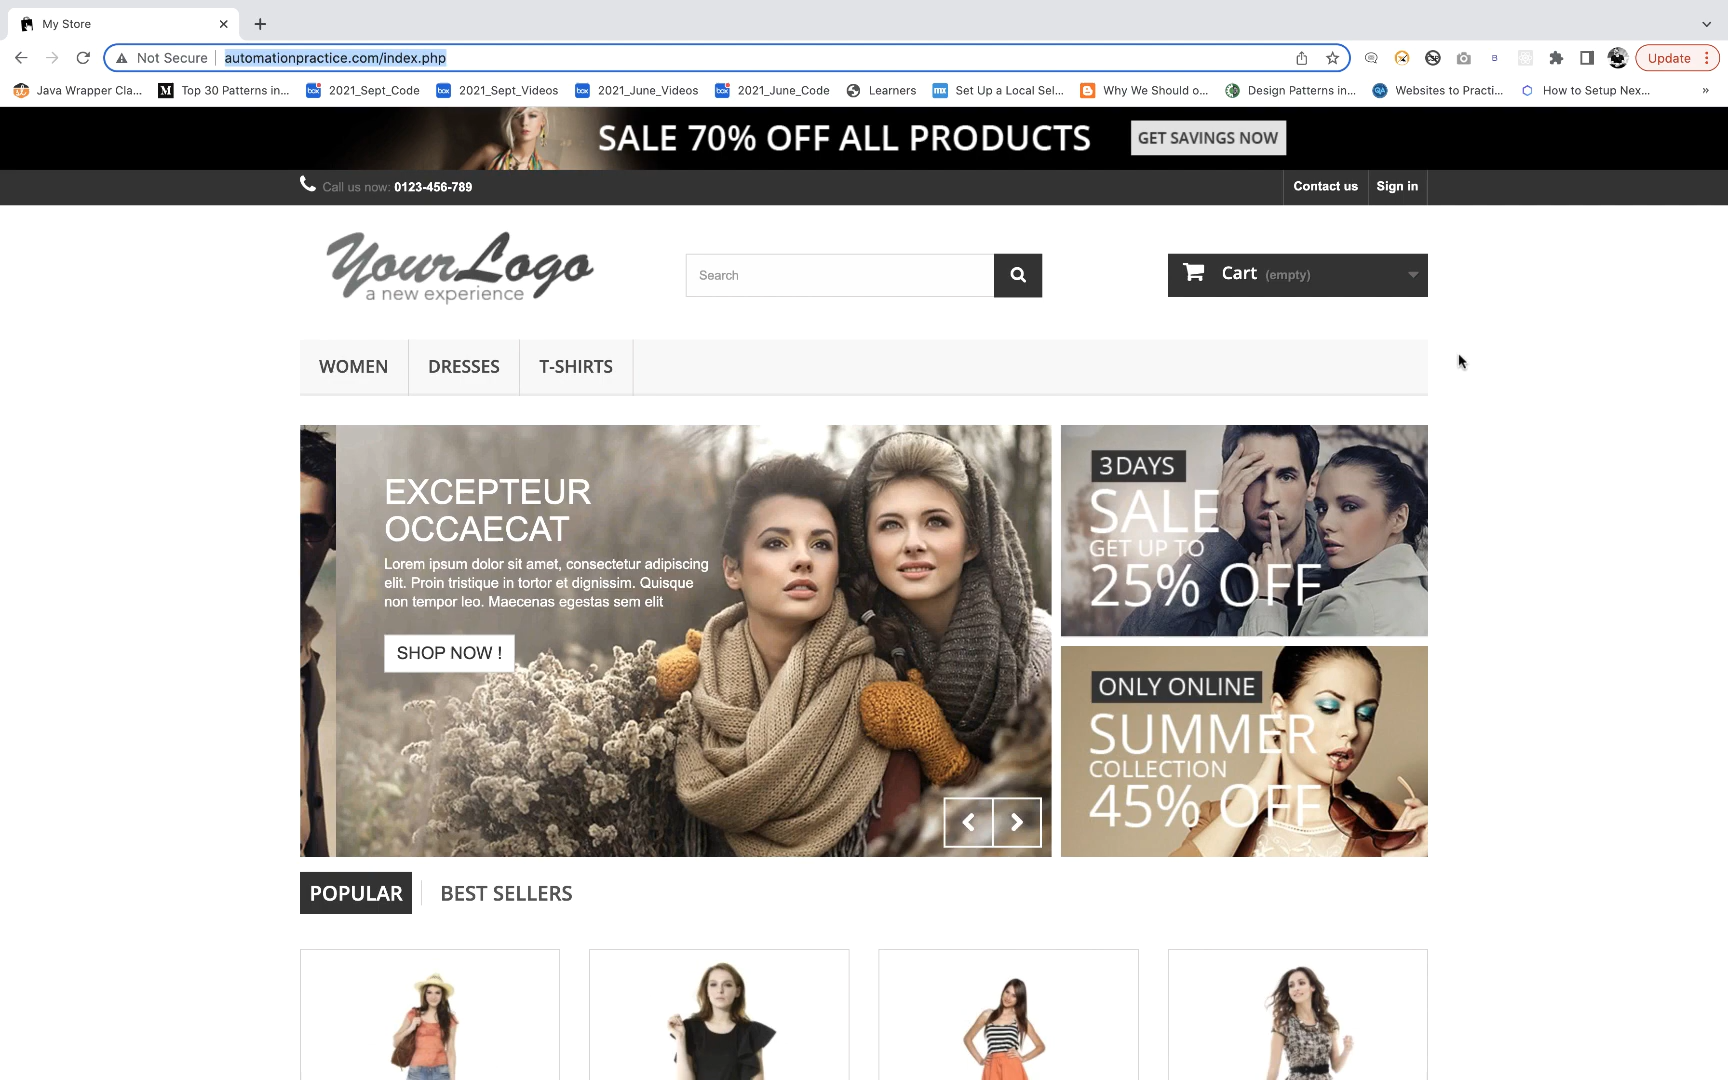 My Store
Not Secure automationpractice.com/index.php
Update
Java Wrapper Cla... Top 30 Patterns in... 2021_Sept_Code 2021_Sept_Videos 2021_June_Videos 2021_June_Code Learners Set Up a Local Sel... Why We Should o... Design Patterns in... Websites to Practi... How to Setup Nex... »
SALE 70% OFF ALL PRODUCTS GET SAVINGS NOW
Call us now: 0123-456-789
Contact us Sign in
YourLogo
a new experience
Search
Cart (empty)
WOMEN DRESSES T-SHIRTS
EXCEPTEUR
OCCAECAT
Lorem ipsum dolor sit amet, consectetur adipiscing
elit. Proin tristique in tortor et dignissim. Quisque
non tempor leo. Maecenas egestas sem elit
SHOP NOW !
3 DAYS
SALE
GET UP TO
25% OFF
ONLY ONLINE
SUMMER
COLLECTION
45% OFF
POPULAR BEST SELLERS